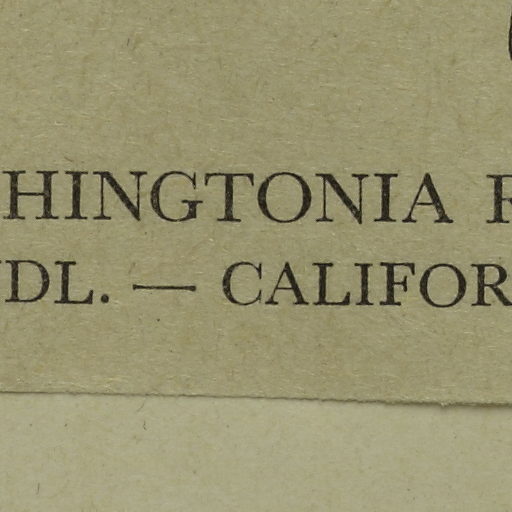 HINGTONIA R
DL. — CALIFOR